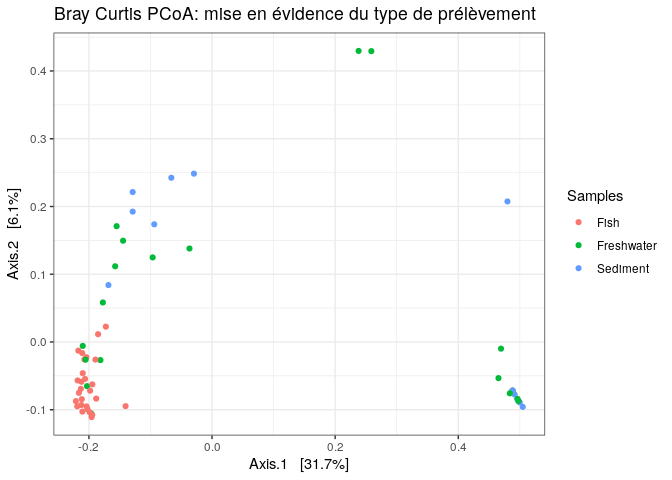 Bray Curtis PCoA: mise en évidence du type de prélèvement
0.4
0.3
0.2
0.1
0.0
-0.1
Axis.2 [6.1%]
-0.2 0.0 0.2 0.4
Axis.1 [31.7%]
Samples
Fish
Freshwater
Sediment